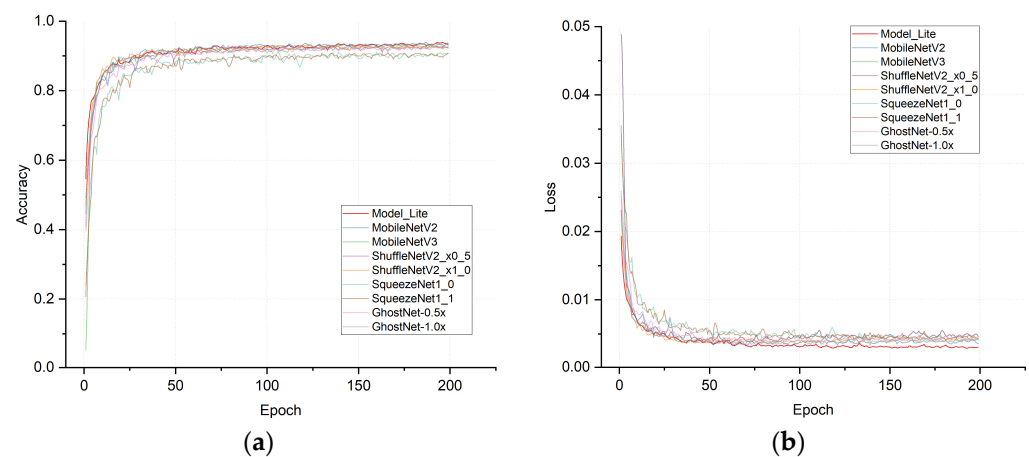 1.0
0.8
0.6
0.4
0.2
0.0
Accuracy
0
50
100
150
200
Epoch
Model_Lite
MobileNetV2
MobileNetV3
ShuffleNetV2_x0_5
ShuffleNetV2_x1_0
SqueezeNet1_0
SqueezeNet1_1
GhostNet-0.5x
GhostNet-1.0x
(a)
0.05
0.04
0.03
0.02
0.01
0.00
Loss
0
50
100
150
200
Epoch
Model_Lite
MobileNetV2
MobileNetV3
ShuffleNetV2_x0_5
ShuffleNetV2_x1_0
SqueezeNet1_0
SqueezeNet1_1
GhostNet-0.5x
GhostNet-1.0x
(b)